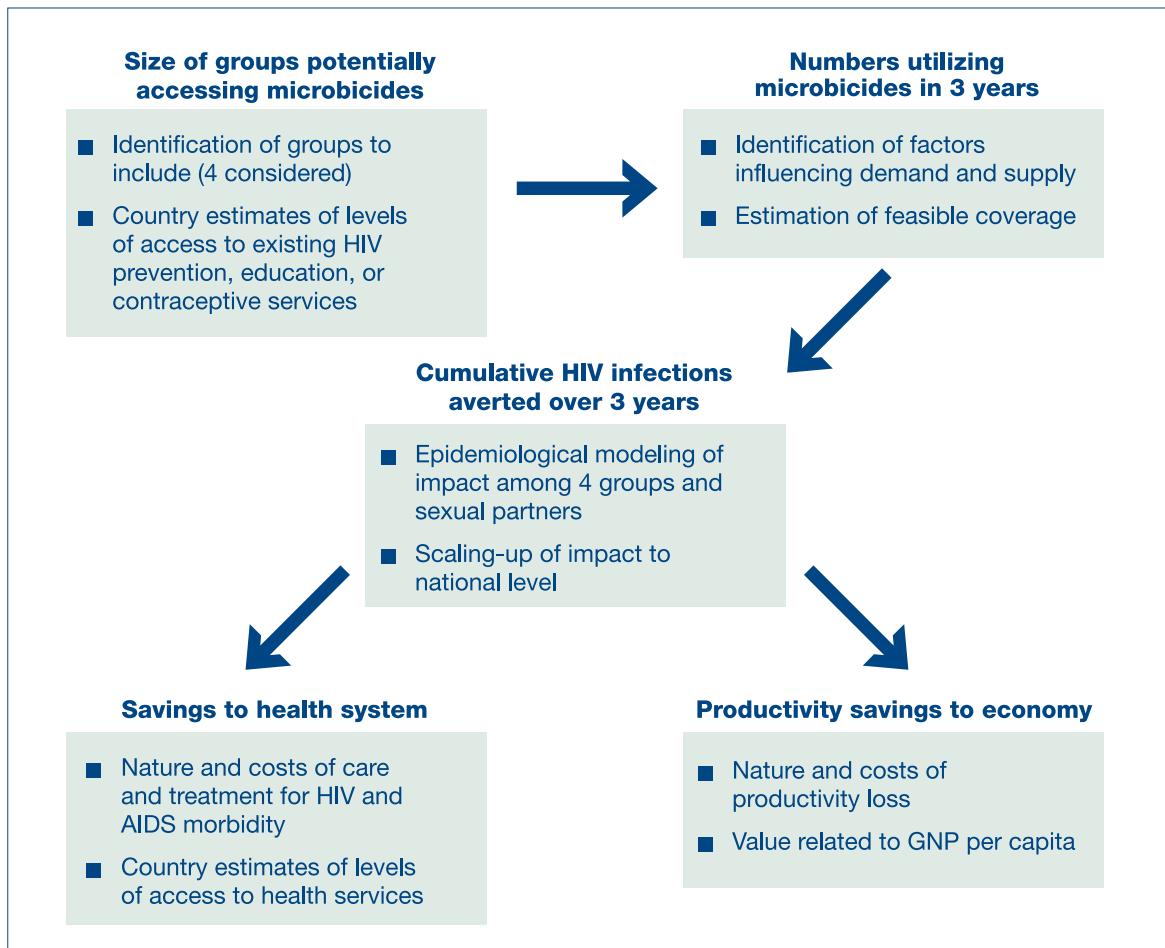 Size of groups potentially
accessing microbicides
Identification of groups to
include (4 considered)
Country estimates of levels
of access to existing HIV
prevention, education, or
contraceptive services
Numbers utilizing
microbicides in 3 years
Identification of factors
influencing demand and supply
Estimation of feasible coverage
Cumulative HIV infections
averted over 3 years
Epidemiological modeling of
impact among 4 groups and
sexual partners
Scaling-up of impact to
national level
Savings to health system
Nature and costs of care
and treatment for HIV and
AIDS morbidity
Country estimates of levels
of access to health services
Productivity savings to economy
Nature and costs of
productivity loss
Value related to GNP per capita